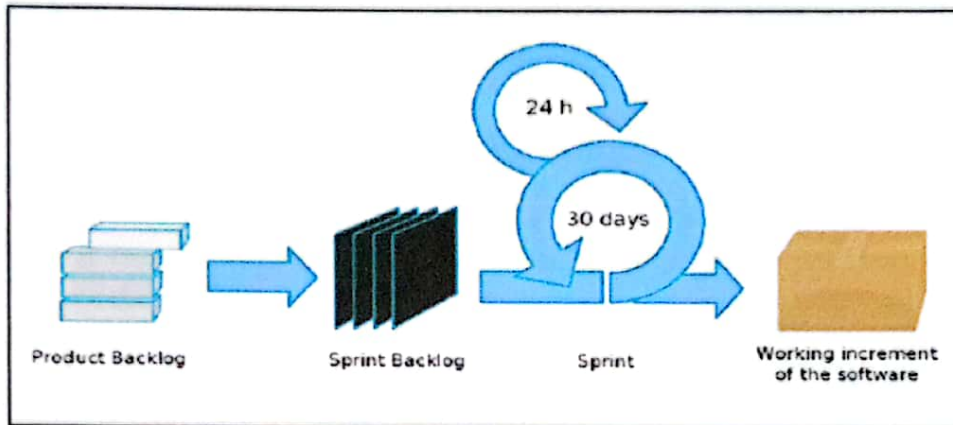 24 h
30 days
Product Backlog
Sprint Backlog
Sprint
Working increment
of the software